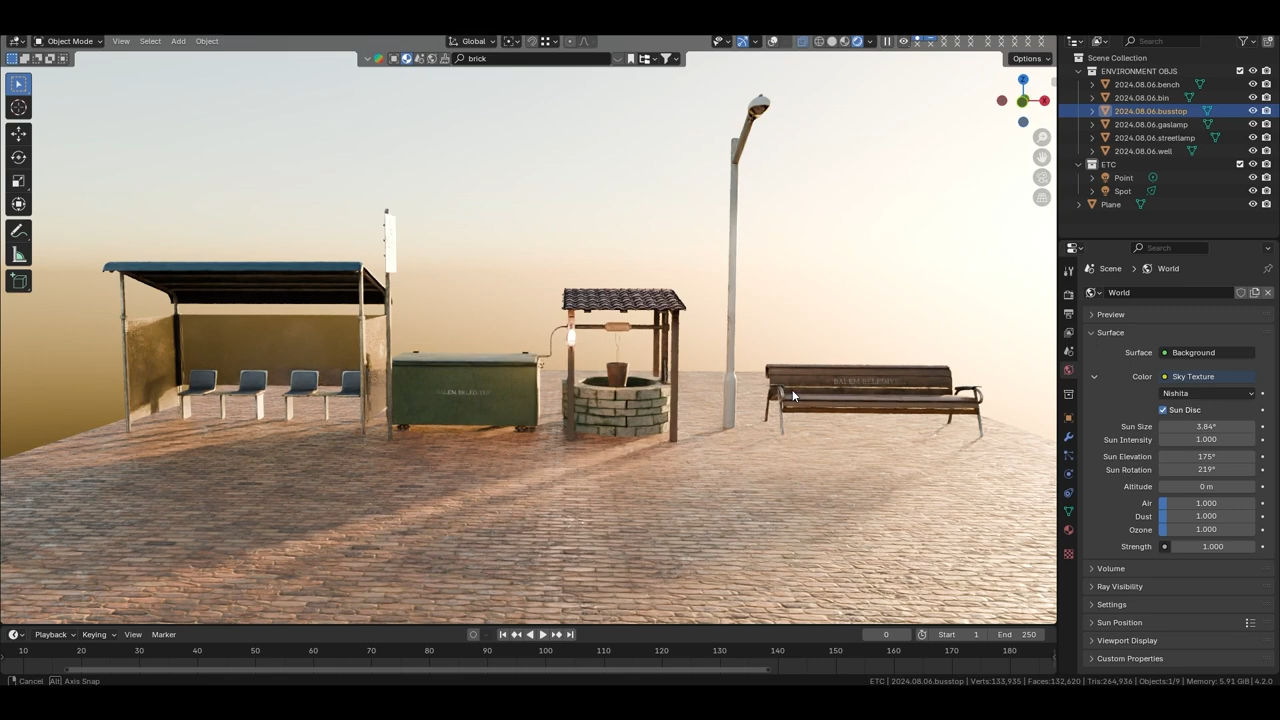 Object Mode View Select Add Object Global Options
brick
Search
Scene Collection
ENVIRONMENT OBJS
2024.08.06.bench
2024.08.06.bin
2024.08.06.busstop
2024.08.06.gaslamp
2024.08.06.streetlamp
2024.08.06.well
ETC
Point
Spot
Plane
Z
X
Search
Scene World
World
Preview
Surface
Surface Background
Color Sky Texture
Nishita
Sun Disc
Sun Size 3.84°
Sun Intensity 1.000
Sun Elevation 175°
Sun Rotation 219°
Altitude 0 m
Air 1.000
Dust 1.000
Ozone 1.000
Strength 1.000
Volume
Ray Visibility
Settings
Sun Position
Viewport Display
Custom Properties
Playback Keying View Marker 0 Start 1 End 250
10 20 30 40 50 60 70 80 90 100 110 120 130 140 150 160 170 180
Cancel Alt Axis Snap ETC | 2024.08.06.busstop | Verts:133,935 | Faces:132,620 | Tris:264,936 | Objects:1/9 | Memory: 5.91 GiB | 4.2.0